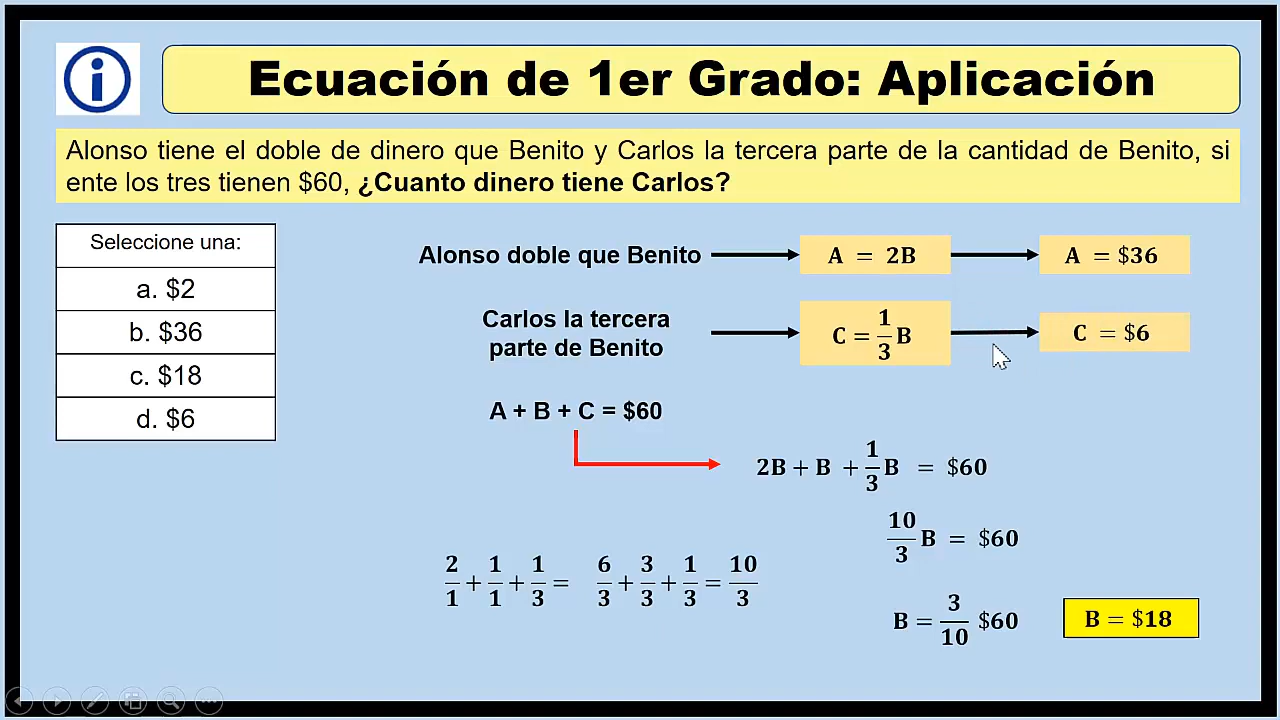 i
Ecuación de 1er Grado: Aplicación
Alonso tiene el doble de dinero que Benito y Carlos la tercera parte de la cantidad de Benito, si
ente los tres tienen $60, ¿Cuanto dinero tiene Carlos?
Seleccione una:
a. $2
b. $36
c. $18
d. $6
Alonso doble que Benito
A = 2B
A = $36
Carlos la tercera
parte de Benito
C = 1/3 B
C = $6
A + B + C = $60
2B + B + 1/3 B = $60
10/3 B = $60
2/1 + 1/1 + 1/3 = 6/3 + 3/3 + 1/3 = 10/3
B = 3/10 $60
B = $18